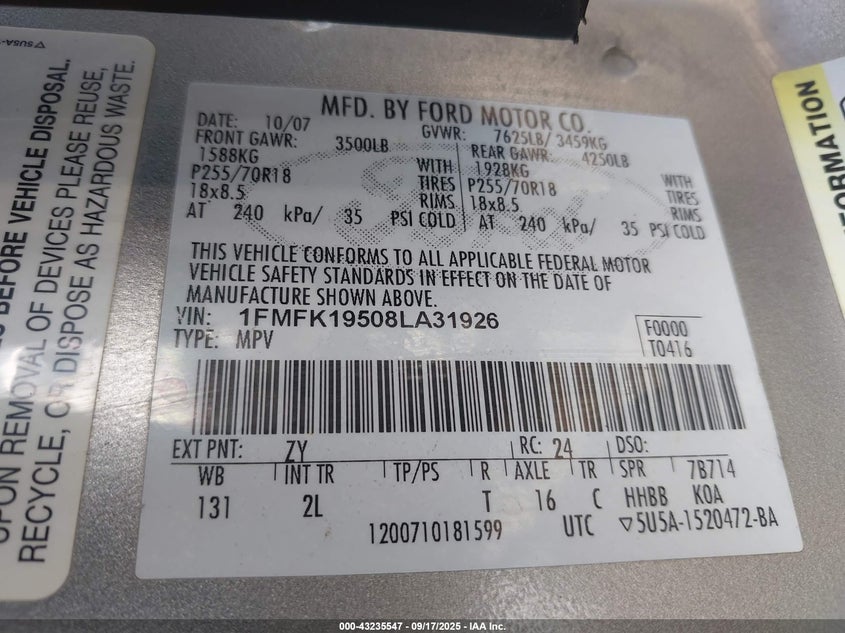 ▽5U5A-
S BEFORE VEHICLE DISPOSAL.
UPON REMOVAL OF DEVICES PLEASE REUSE,
RECYCLE, OR DISPOSE AS HAZARDOUS WASTE.
MFD. BY FORD MOTOR CO.
DATE: 10/07 GVWR: 7625LB/ 3459KG
FRONT GAWR: 3500LB REAR GAWR: 4250LB
1588KG WITH 1928KG WITH
P255/70R18 TIRES P255/70R18 TIRES
18x8.5 RIMS 18x8.5 RIMS
AT 240 kPa/ 35 PSI COLD AT 240 kPa/ 35 PSI COLD
THIS VEHICLE CONFORMS TO ALL APPLICABLE FEDERAL MOTOR
VEHICLE SAFETY STANDARDS IN EFFECT ON THE DATE OF
MANUFACTURE SHOWN ABOVE.
VIN: 1FMFK19508LA31926 F0000
TYPE: MPV T0416
EXT PNT: ZY RC: 24 DSO:
WB INT TR TP/PS R AXLE TR SPR 7B714
131 2L T 16 C HHBB KOA
1200710181599 UTC ▽5U5A-1520472-BA
FORMATION
000-43235547 - 09/17/2025 - IAA Inc.